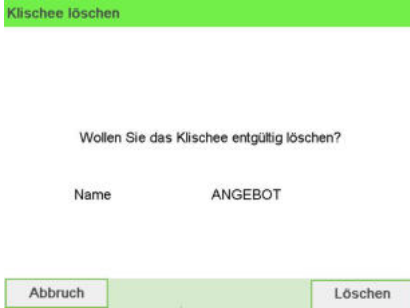 Klischee löschen
Wollen Sie das Klischee entgültig löschen?
Name ANGEBOT
Abbruch Löschen